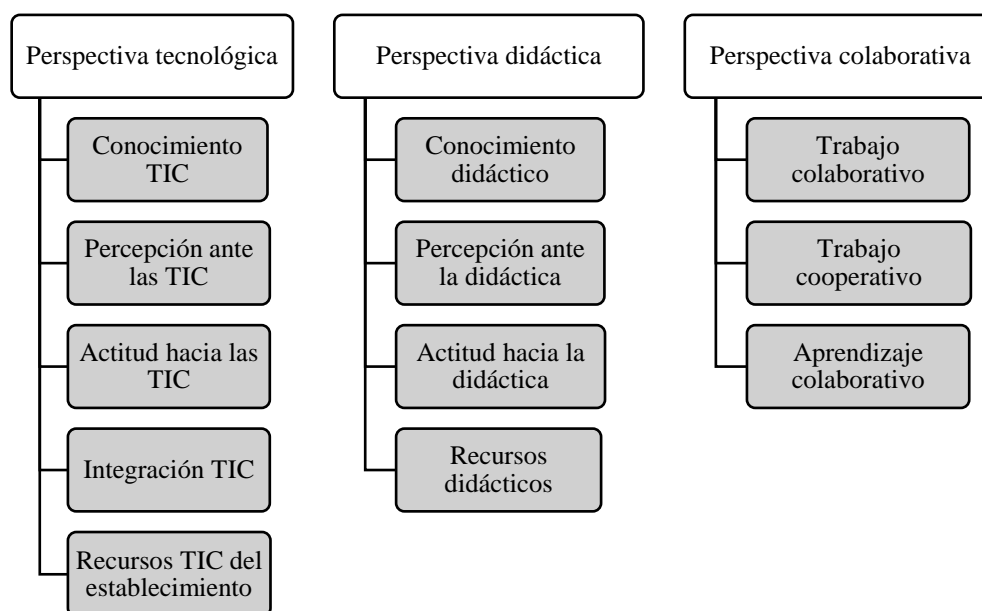 Perspectiva tecnológica
Conocimiento
TIC
Percepción ante
las TIC
Actitud hacia las
TIC
Integración TIC
Recursos TIC del
establecimiento
Perspectiva didáctica
Conocimiento
didáctico
Percepción ante
la didáctica
Actitud hacia la
didáctica
Recursos
didácticos
Perspectiva colaborativa
Trabajo
colaborativo
Trabajo
cooperativo
Aprendizaje
colaborativo